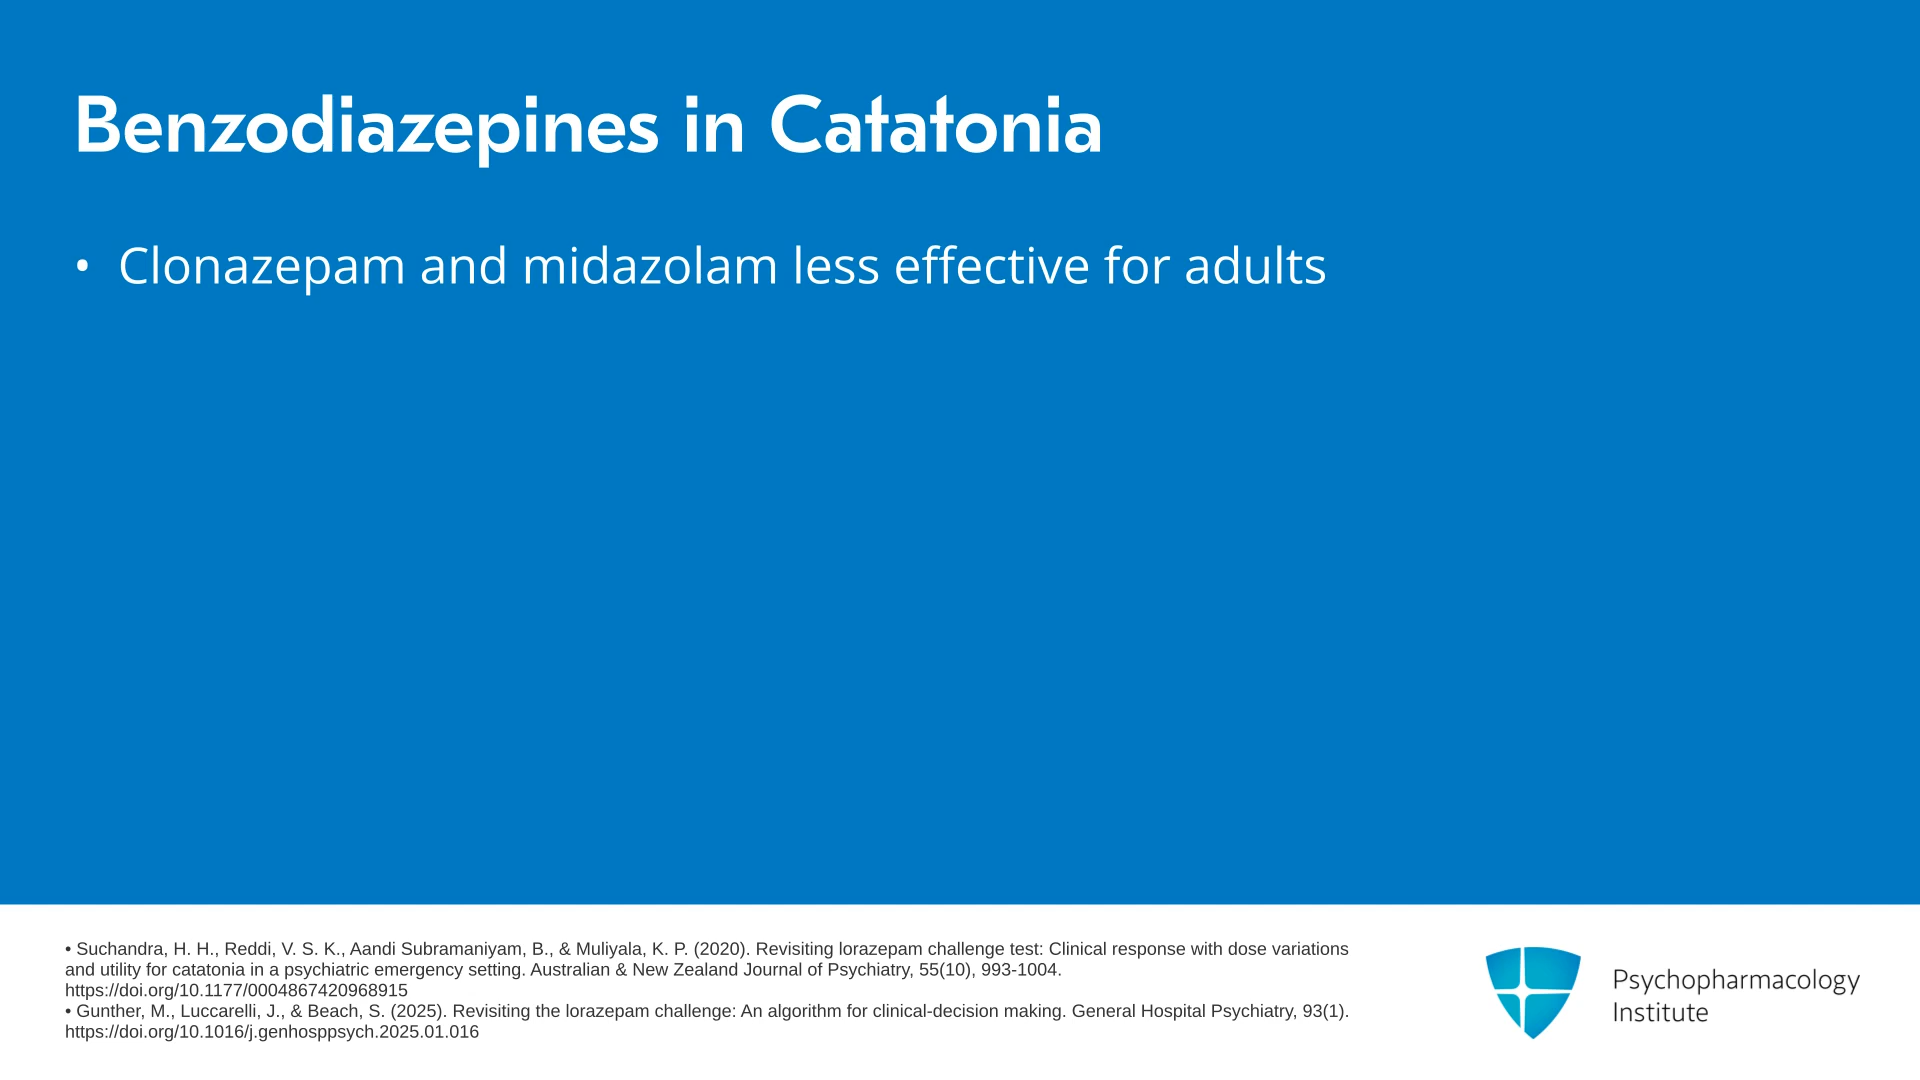 Benzodiazepines in Catatonia
• Clonazepam and midazolam less effective for adults
• Suchandra, H. H., Reddi, V. S. K., Aandi Subramaniyam, B., & Muliyala, K. P. (2020). Revisiting lorazepam challenge test: Clinical response with dose variations
and utility for catatonia in a psychiatric emergency setting. Australian & New Zealand Journal of Psychiatry, 55(10), 993-1004.
https://doi.org/10.1177/0004867420968915
• Gunther, M., Luccarelli, J., & Beach, S. (2025). Revisiting the lorazepam challenge: An algorithm for clinical-decision making. General Hospital Psychiatry, 93(1).
https://doi.org/10.1016/j.genhosppsych.2025.01.016
Psychopharmacology
Institute